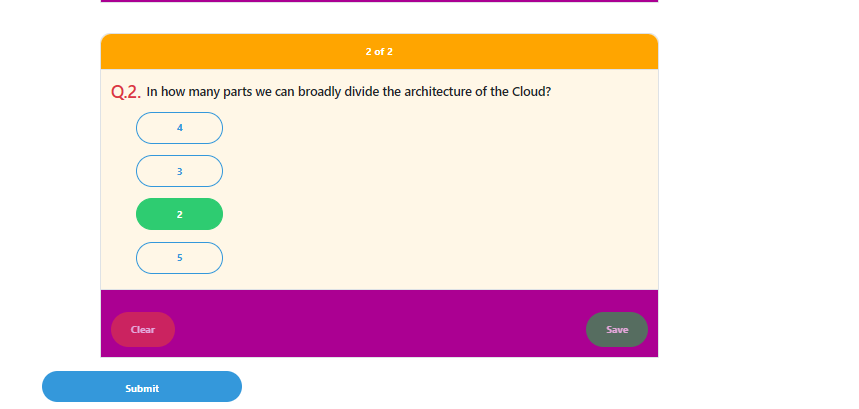 2 of 2
Q.2. In how many parts we can broadly divide the architecture of the Cloud?
4
3
2
5
Clear Save
Submit